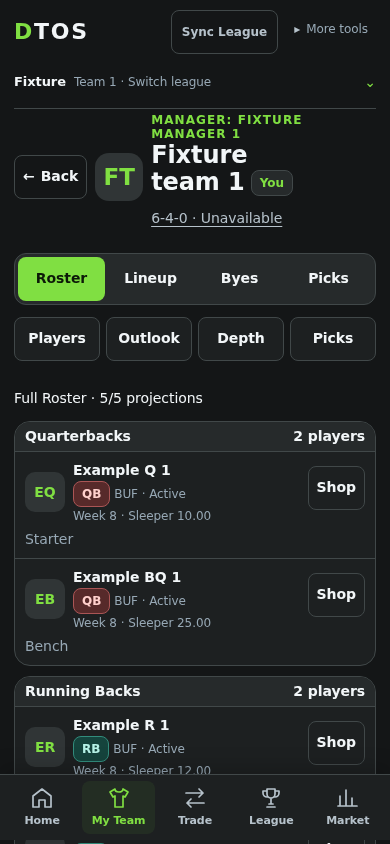 DTOS
Sync League
▸ More tools
Fixture Team 1 · Switch league
MANAGER: FIXTURE
MANAGER 1
← Back
FT
Fixture
team 1 You
6-4-0 · Unavailable
Roster Lineup Byes Picks
Players Outlook Depth Picks
Full Roster · 5/5 projections
Quarterbacks 2 players
EQ
Example Q 1
QB BUF · Active
Week 8 · Sleeper 10.00
Shop
Starter
EB
Example BQ 1
QB BUF · Active
Week 8 · Sleeper 25.00
Shop
Bench
Running Backs 2 players
ER
Example R 1
RB BUF · Active
Week 8 · Sleeper 12.00
Shop
Home My Team Trade League Market